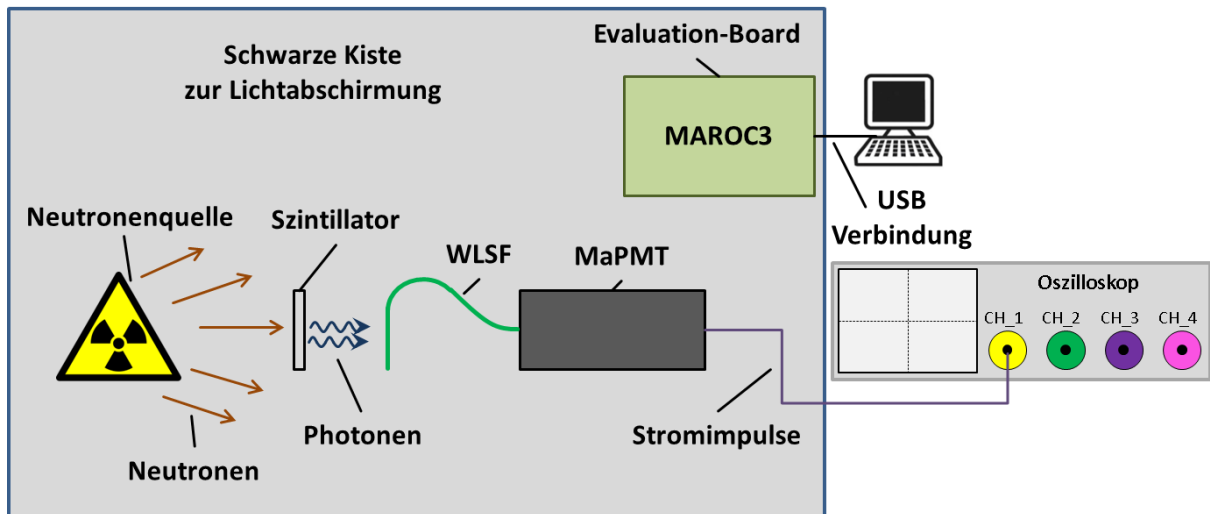 Schwarze Kiste
zur Lichtabschirmung
Evaluation-Board
MAROC3
USB
Verbindung
Neutronenquelle
Szintillator
WLSF
MaPMT
Oszilloskop
CH_1 CH_2 CH_3 CH_4
Photonen
Stromimpulse
Neutronen